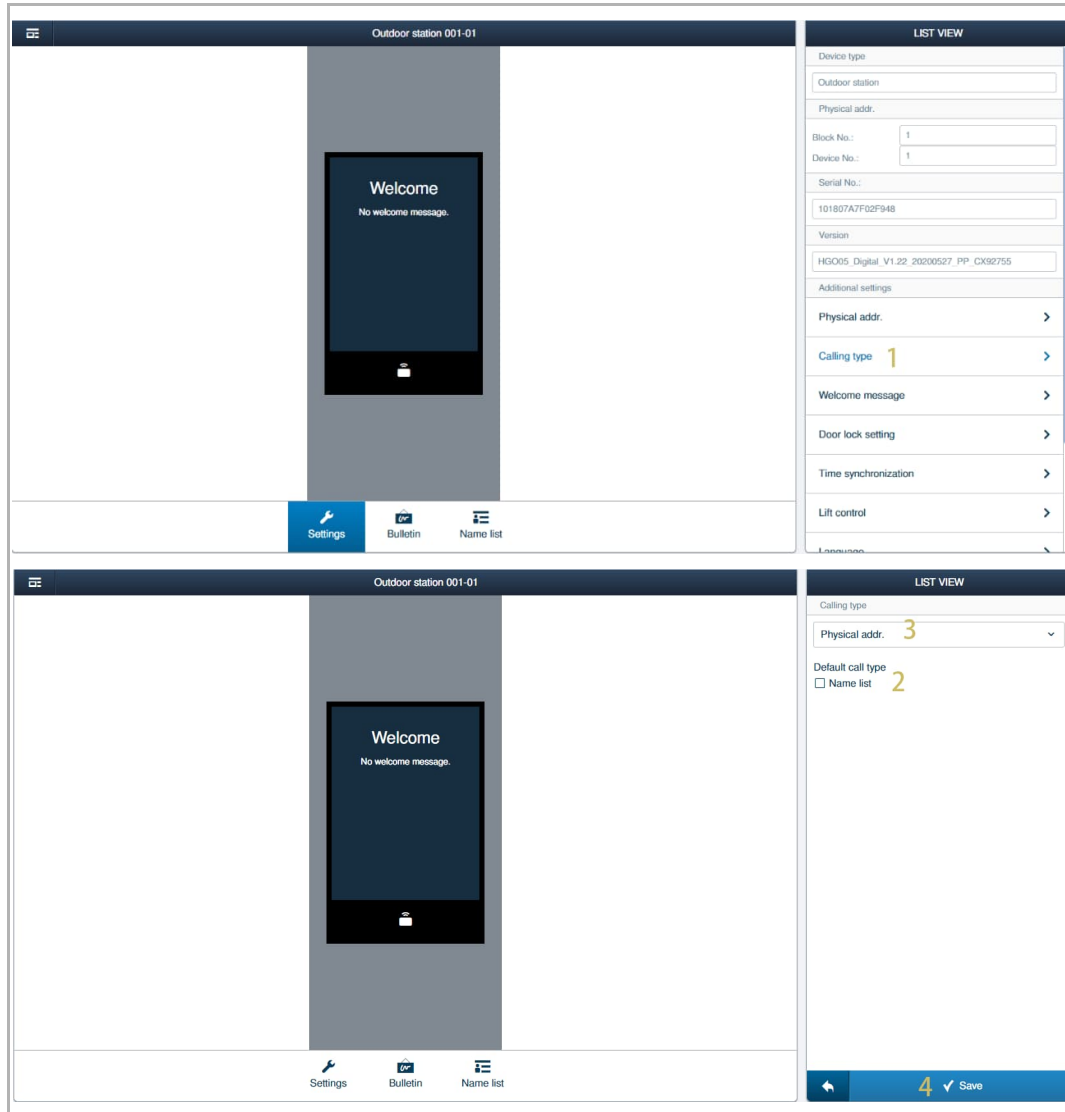 Outdoor station 001-01
Welcome
No welcome message.
Settings
Bulletin
Name list
LIST VIEW
Device type
Outdoor station
Physical addr.
Block No.: 1
Device No.: 1
Serial No.:
101807A7F02F948
Version
HGO05_Digital_V1.22_20200527_PP_CX92755
Additional settings
Physical addr.
Calling type 1
Welcome message
Door lock setting
Time synchronization
Lift control
Language
Outdoor station 001-01
Welcome
No welcome message.
Settings
Bulletin
Name list
LIST VIEW
Calling type
Physical addr. 3
Default call type
Name list 2
4 Save